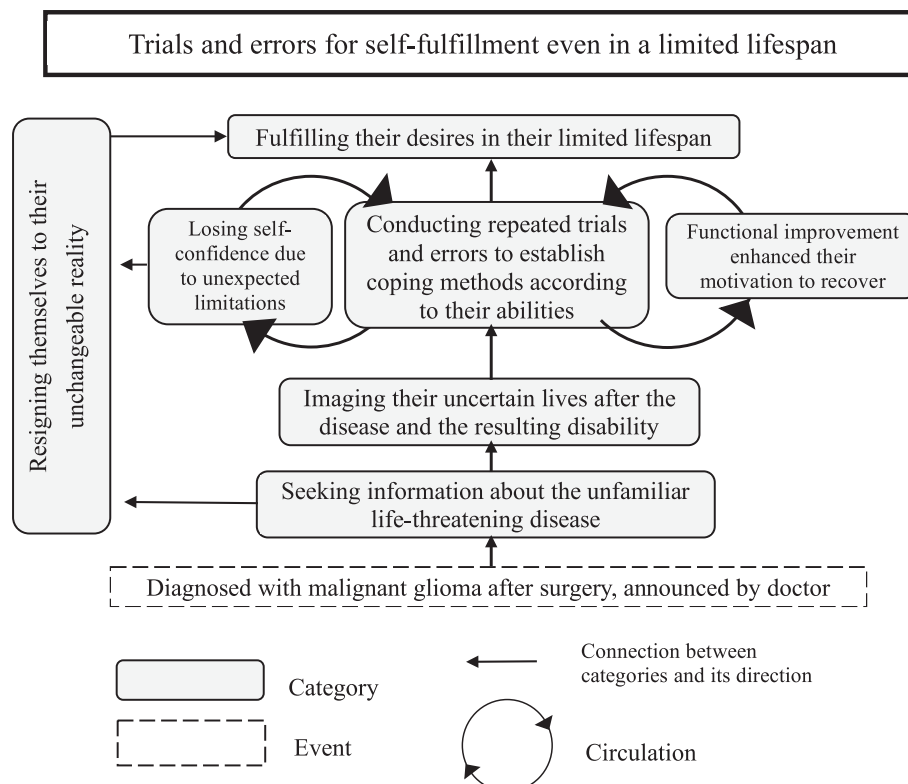 Trials and errors for self-fulfillment even in a limited lifespan
Fulfilling their desires in their limited lifespan
Resigning themselves to their
unchangeable reality
Losing self-
confidence due
to unexpected
limitations
Conducting repeated trials
and errors to establish
coping methods according
to their abilities
Functional improvement
enhanced their
motivation to recover
Imaging their uncertain lives after the
disease and the resulting disability
Seeking information about the unfamiliar
life-threatening disease
Diagnosed with malignant glioma after surgery, announced by doctor
Category
Connection between
categories and its direction
Event
Circulation